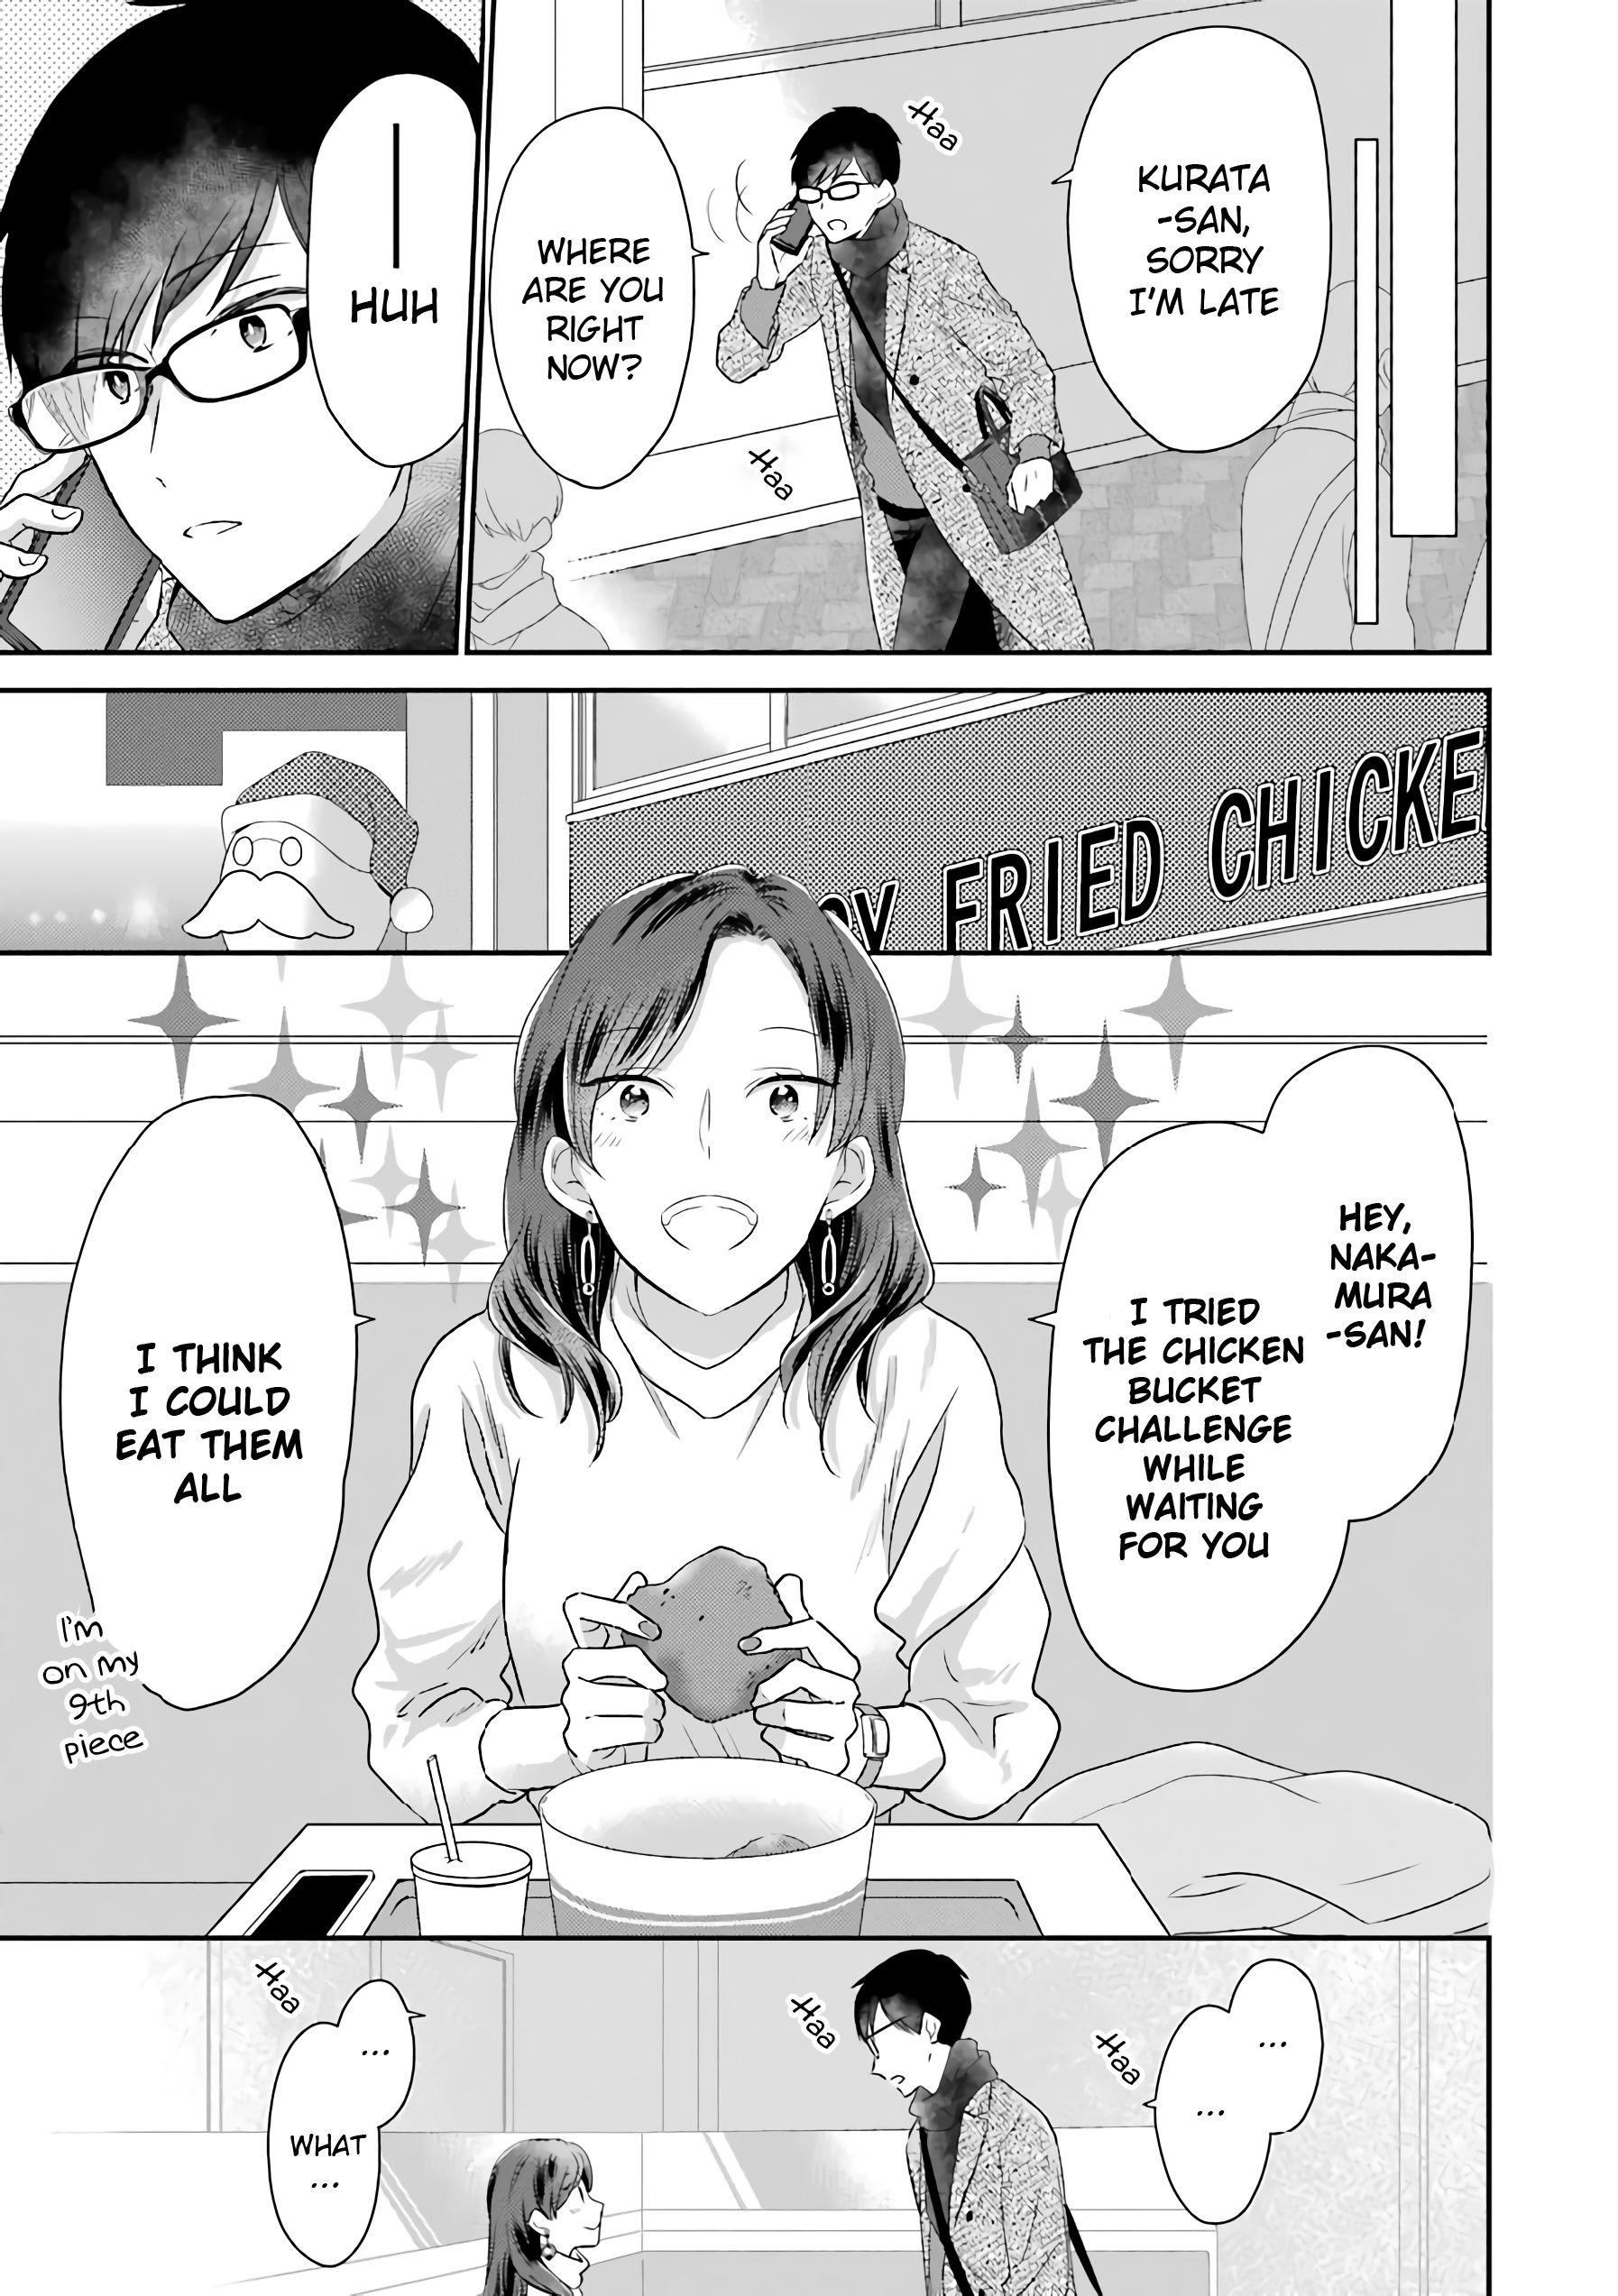 KURATA
-SAN,
SORRY
I'M LATE
Haa
Haa
WHERE
ARE YOU
RIGHT
NOW?
—
HUH
FRIED CHICKE
HEY,
NAKA-
MURA
-SAN!
I TRIED
THE CHICKEN
BUCKET
CHALLENGE
WHILE
WAITING
FOR YOU
I THINK
I COULD
EAT THEM
ALL
I'm
on my
9th
piece
...
...
Haa
Haa
Haa
...
WHAT
...